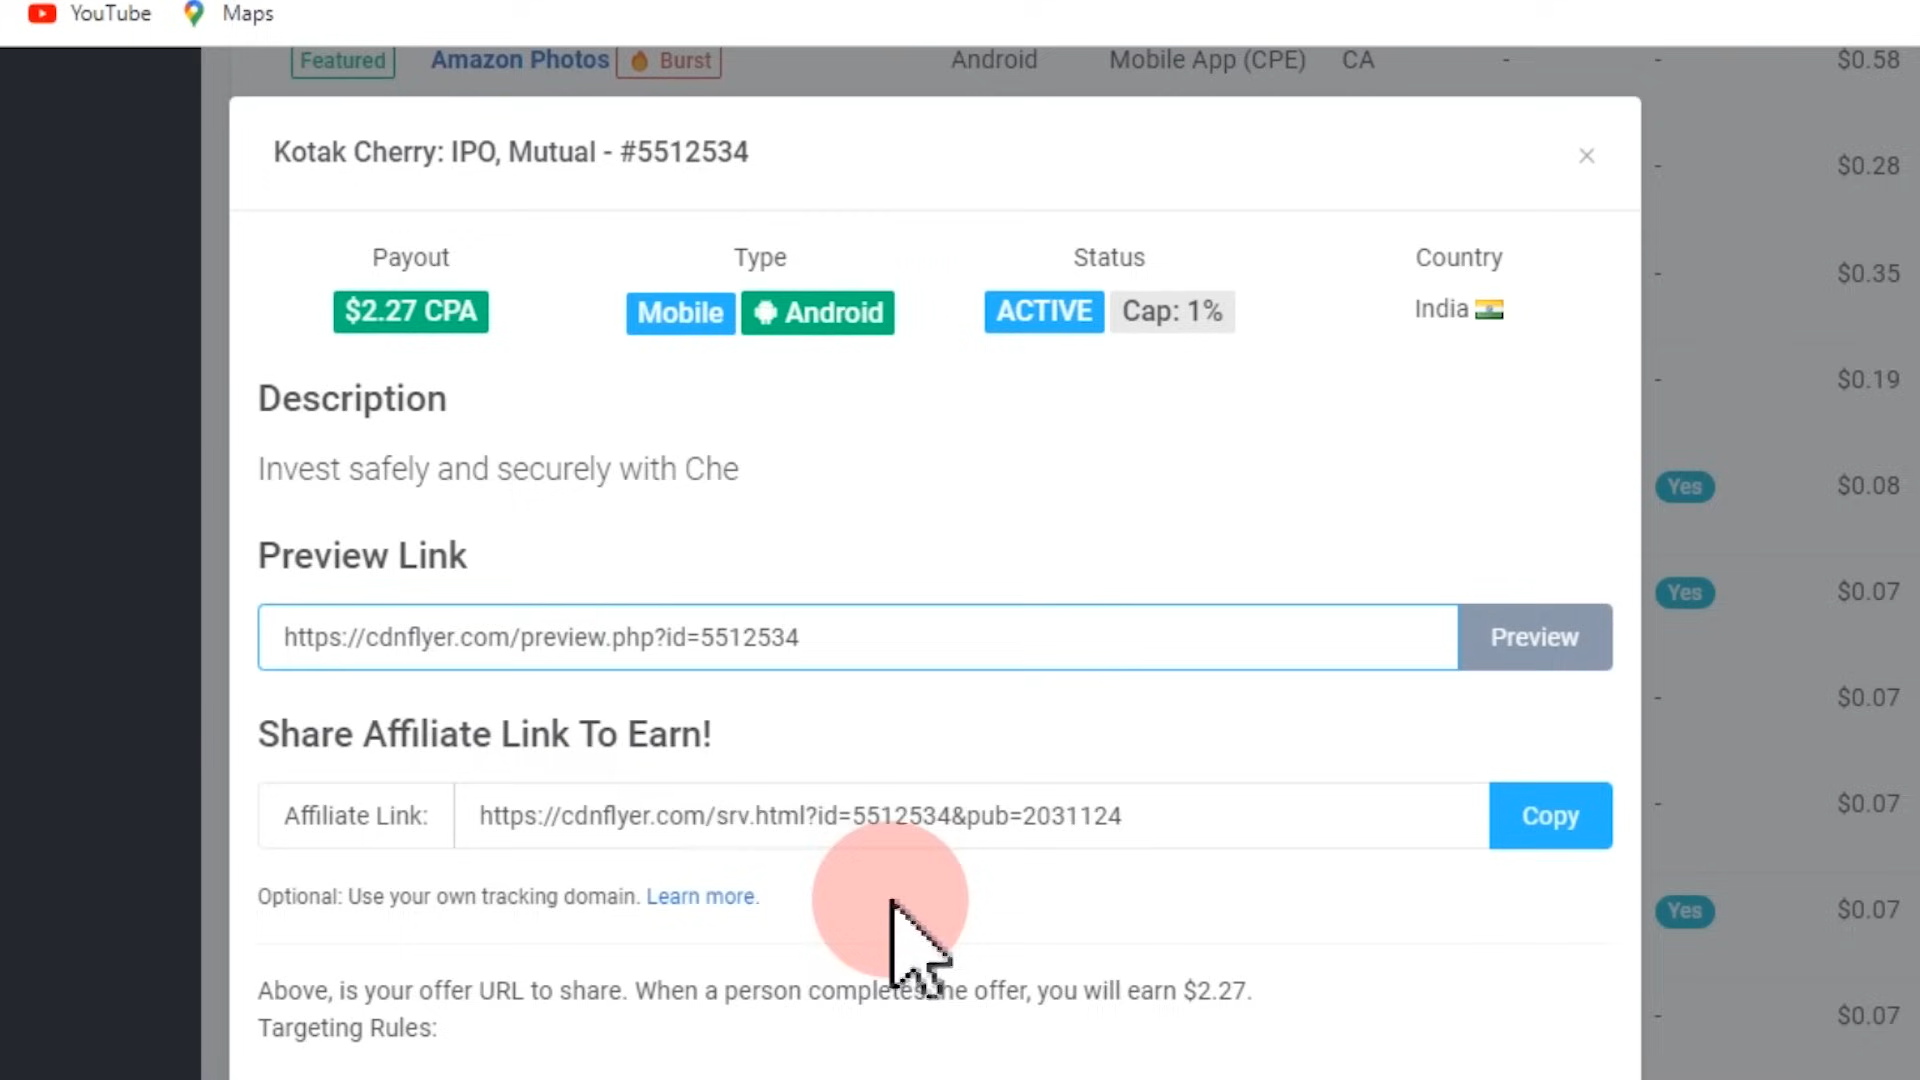 YouTube Maps
Featured Amazon Photos Burst Android Mobile App (CPE) CA - - $0.58
Kotak Cherry: IPO, Mutual - #5512534 ×
- $0.28
Payout Type Status Country
- $0.35
$2.27 CPA Mobile Android ACTIVE Cap: 1% India
- $0.19
Description
Invest safely and securely with Che
Yes $0.08
Preview Link
Yes $0.07
https://cdnflyer.com/preview.php?id=5512534 Preview
- $0.07
Share Affiliate Link To Earn!
- $0.07
Affiliate Link: https://cdnflyer.com/srv.html?id=5512534&pub=2031124 Copy
Optional: Use your own tracking domain. Learn more.
Yes $0.07
Above, is your offer URL to share. When a person completes the offer, you will earn $2.27.
- $0.07
Targeting Rules: